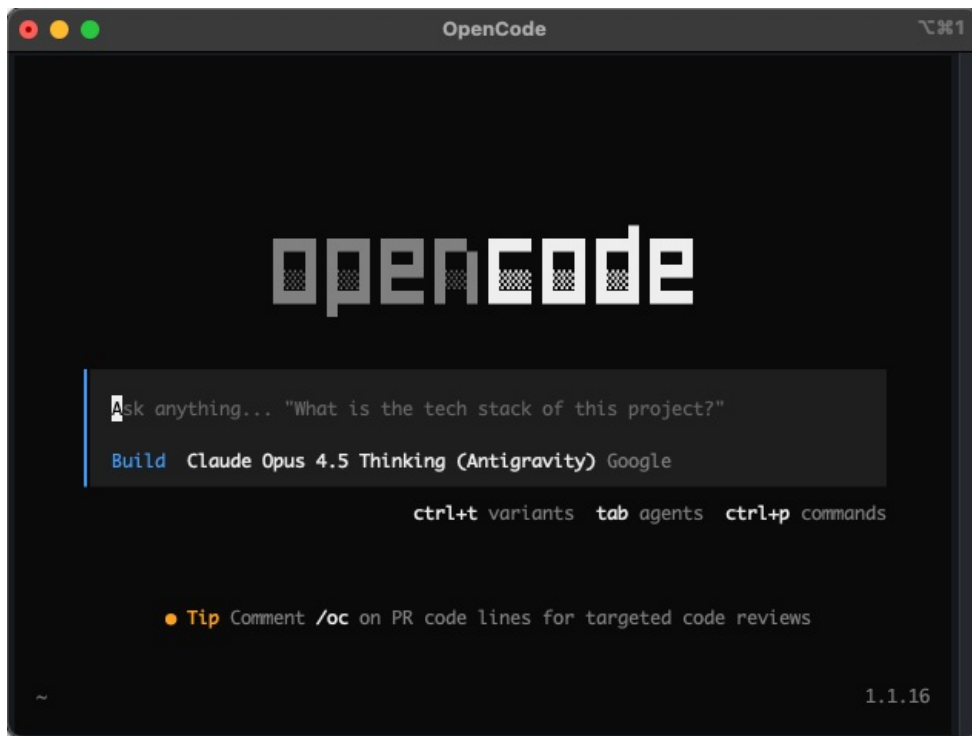 OpenCode
⌥⌘1
opencode
Ask anything... "What is the tech stack of this project?"
Build Claude Opus 4.5 Thinking (Antigravity) Google
ctrl+t variants tab agents ctrl+p commands
● Tip Comment /oc on PR code lines for targeted code reviews
~
1.1.16